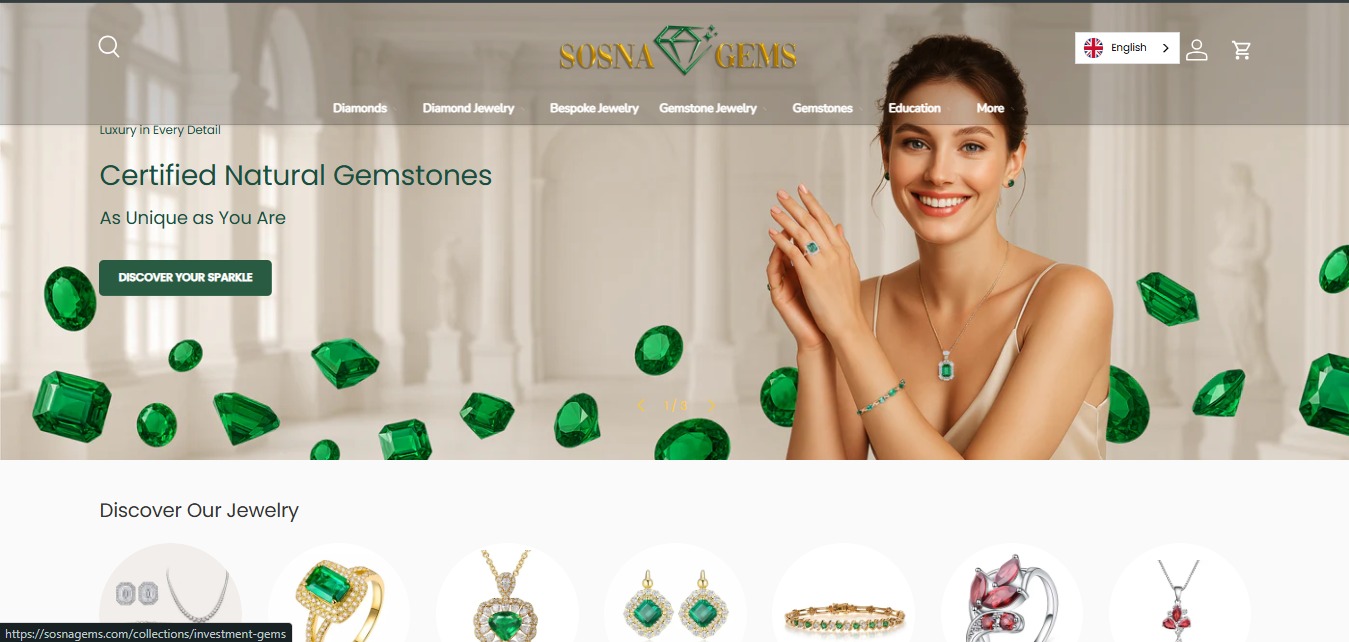 SOSNA GEMS
English
Diamonds Diamond Jewelry Bespoke Jewelry Gemstone Jewelry Gemstones Education More
Luxury in Every Detail
Certified Natural Gemstones
As Unique as You Are
DISCOVER YOUR SPARKLE
1 / 3
Discover Our Jewelry
https://sosnagems.com/collections/investment-gems